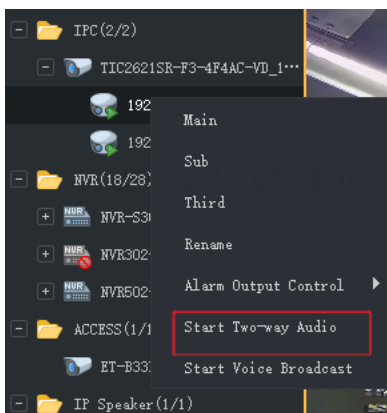 IPC(2/2)
TIC2621SR-F3-4F4AC-VD_1...
192
192
NVR(18/28)
NVR-S3
NVR302-
NVR502-
ACCESS(1/1
ET-B33
IP Speaker(1/1)
Main
Sub
Third
Rename
Alarm Output Control
Start Two-way Audio
Start Voice Broadcast